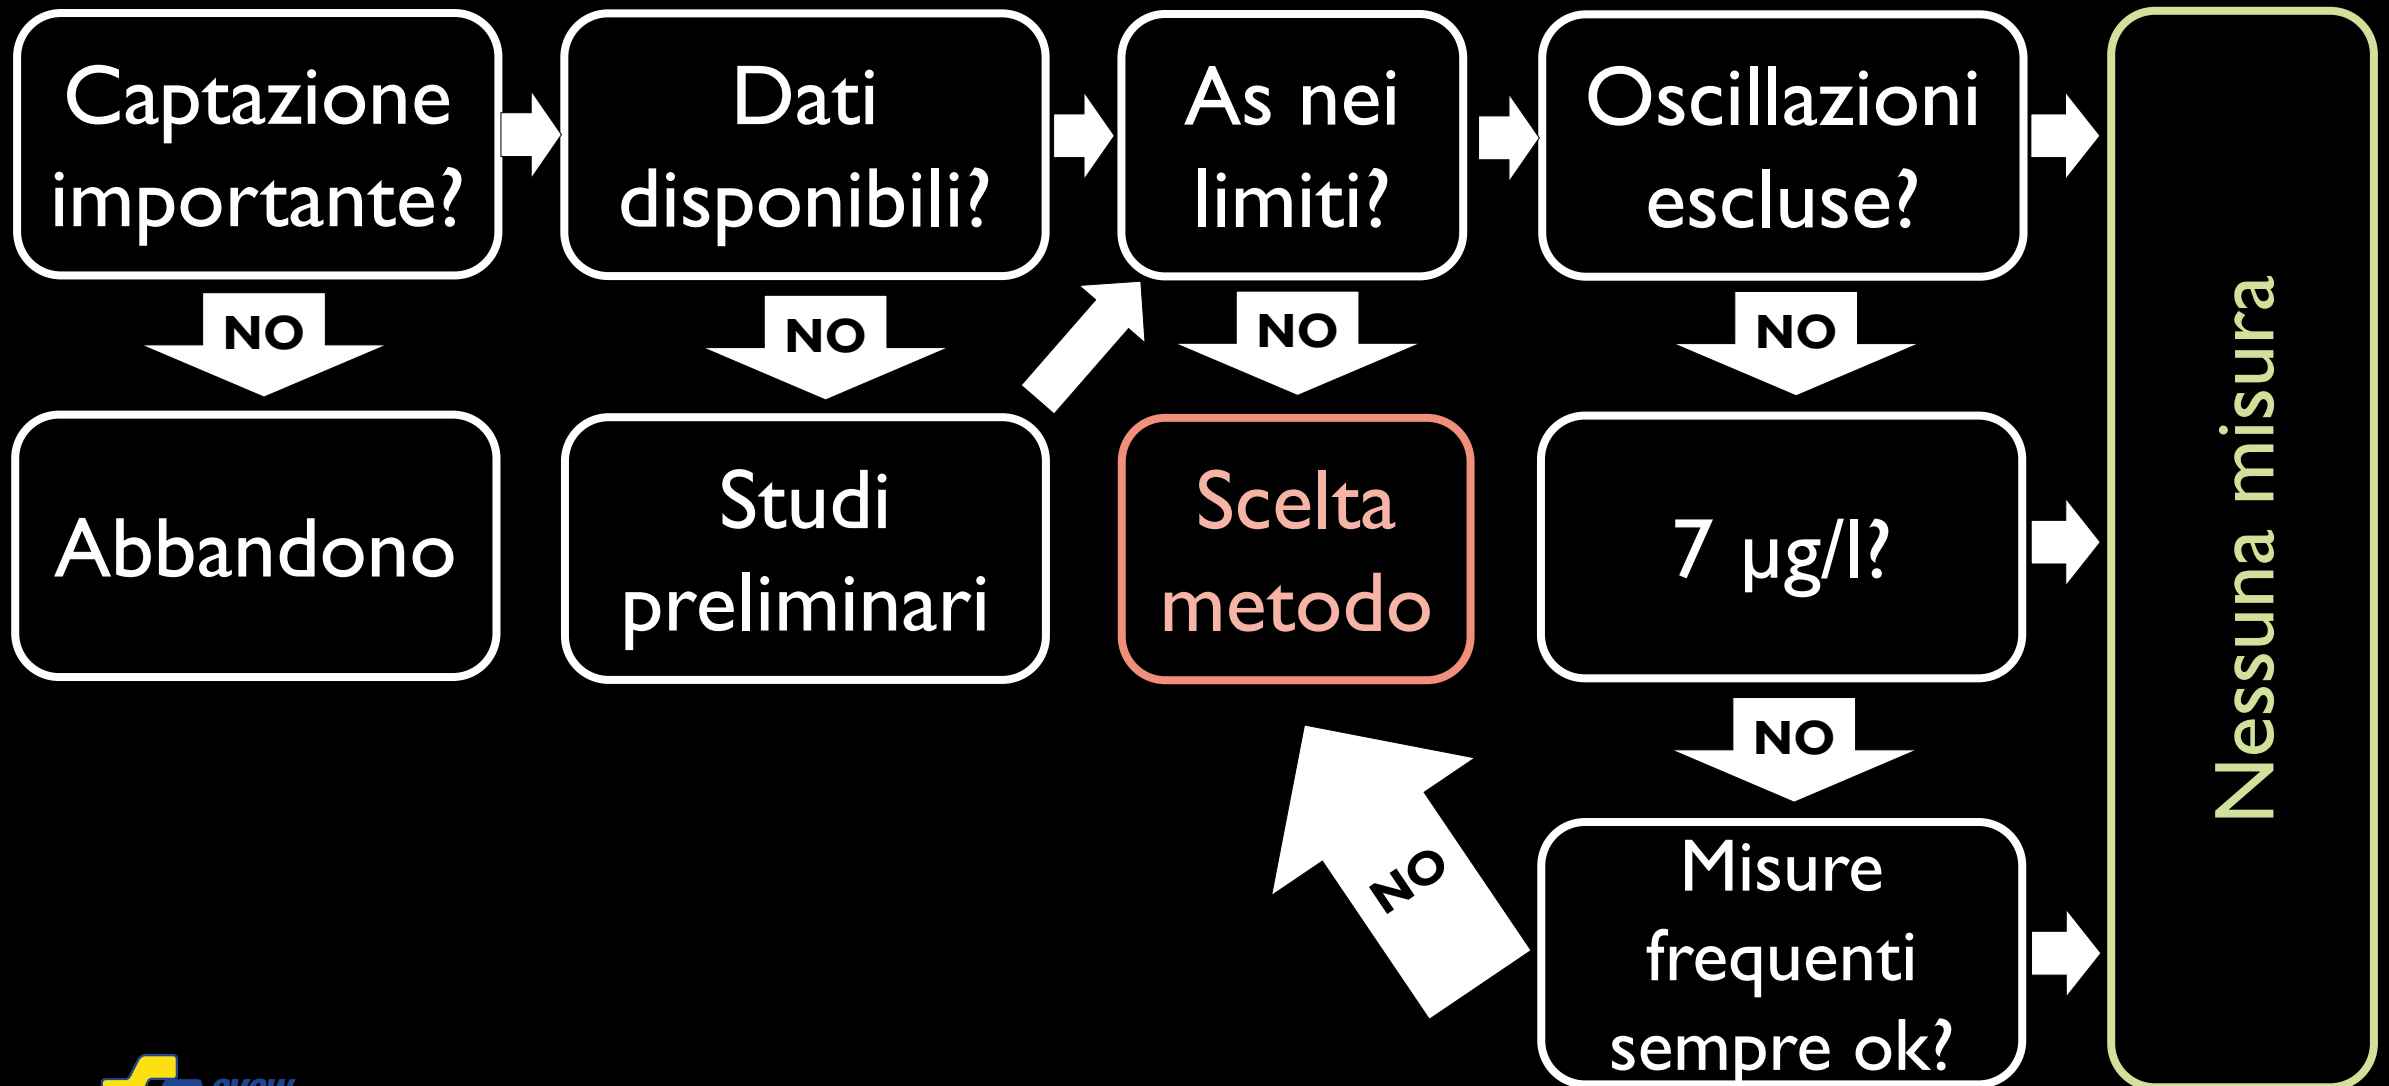 Captazione
importante?
Dati
disponibili?
As nei
limiti?
Oscillazioni
escluse?
NO
NO
NO
NO
Abbandono
Studi
preliminari
Scelta
metodo
7 µg/l?
Nessuna misura
NO
NO
Misure
frequenti
sempre ok?